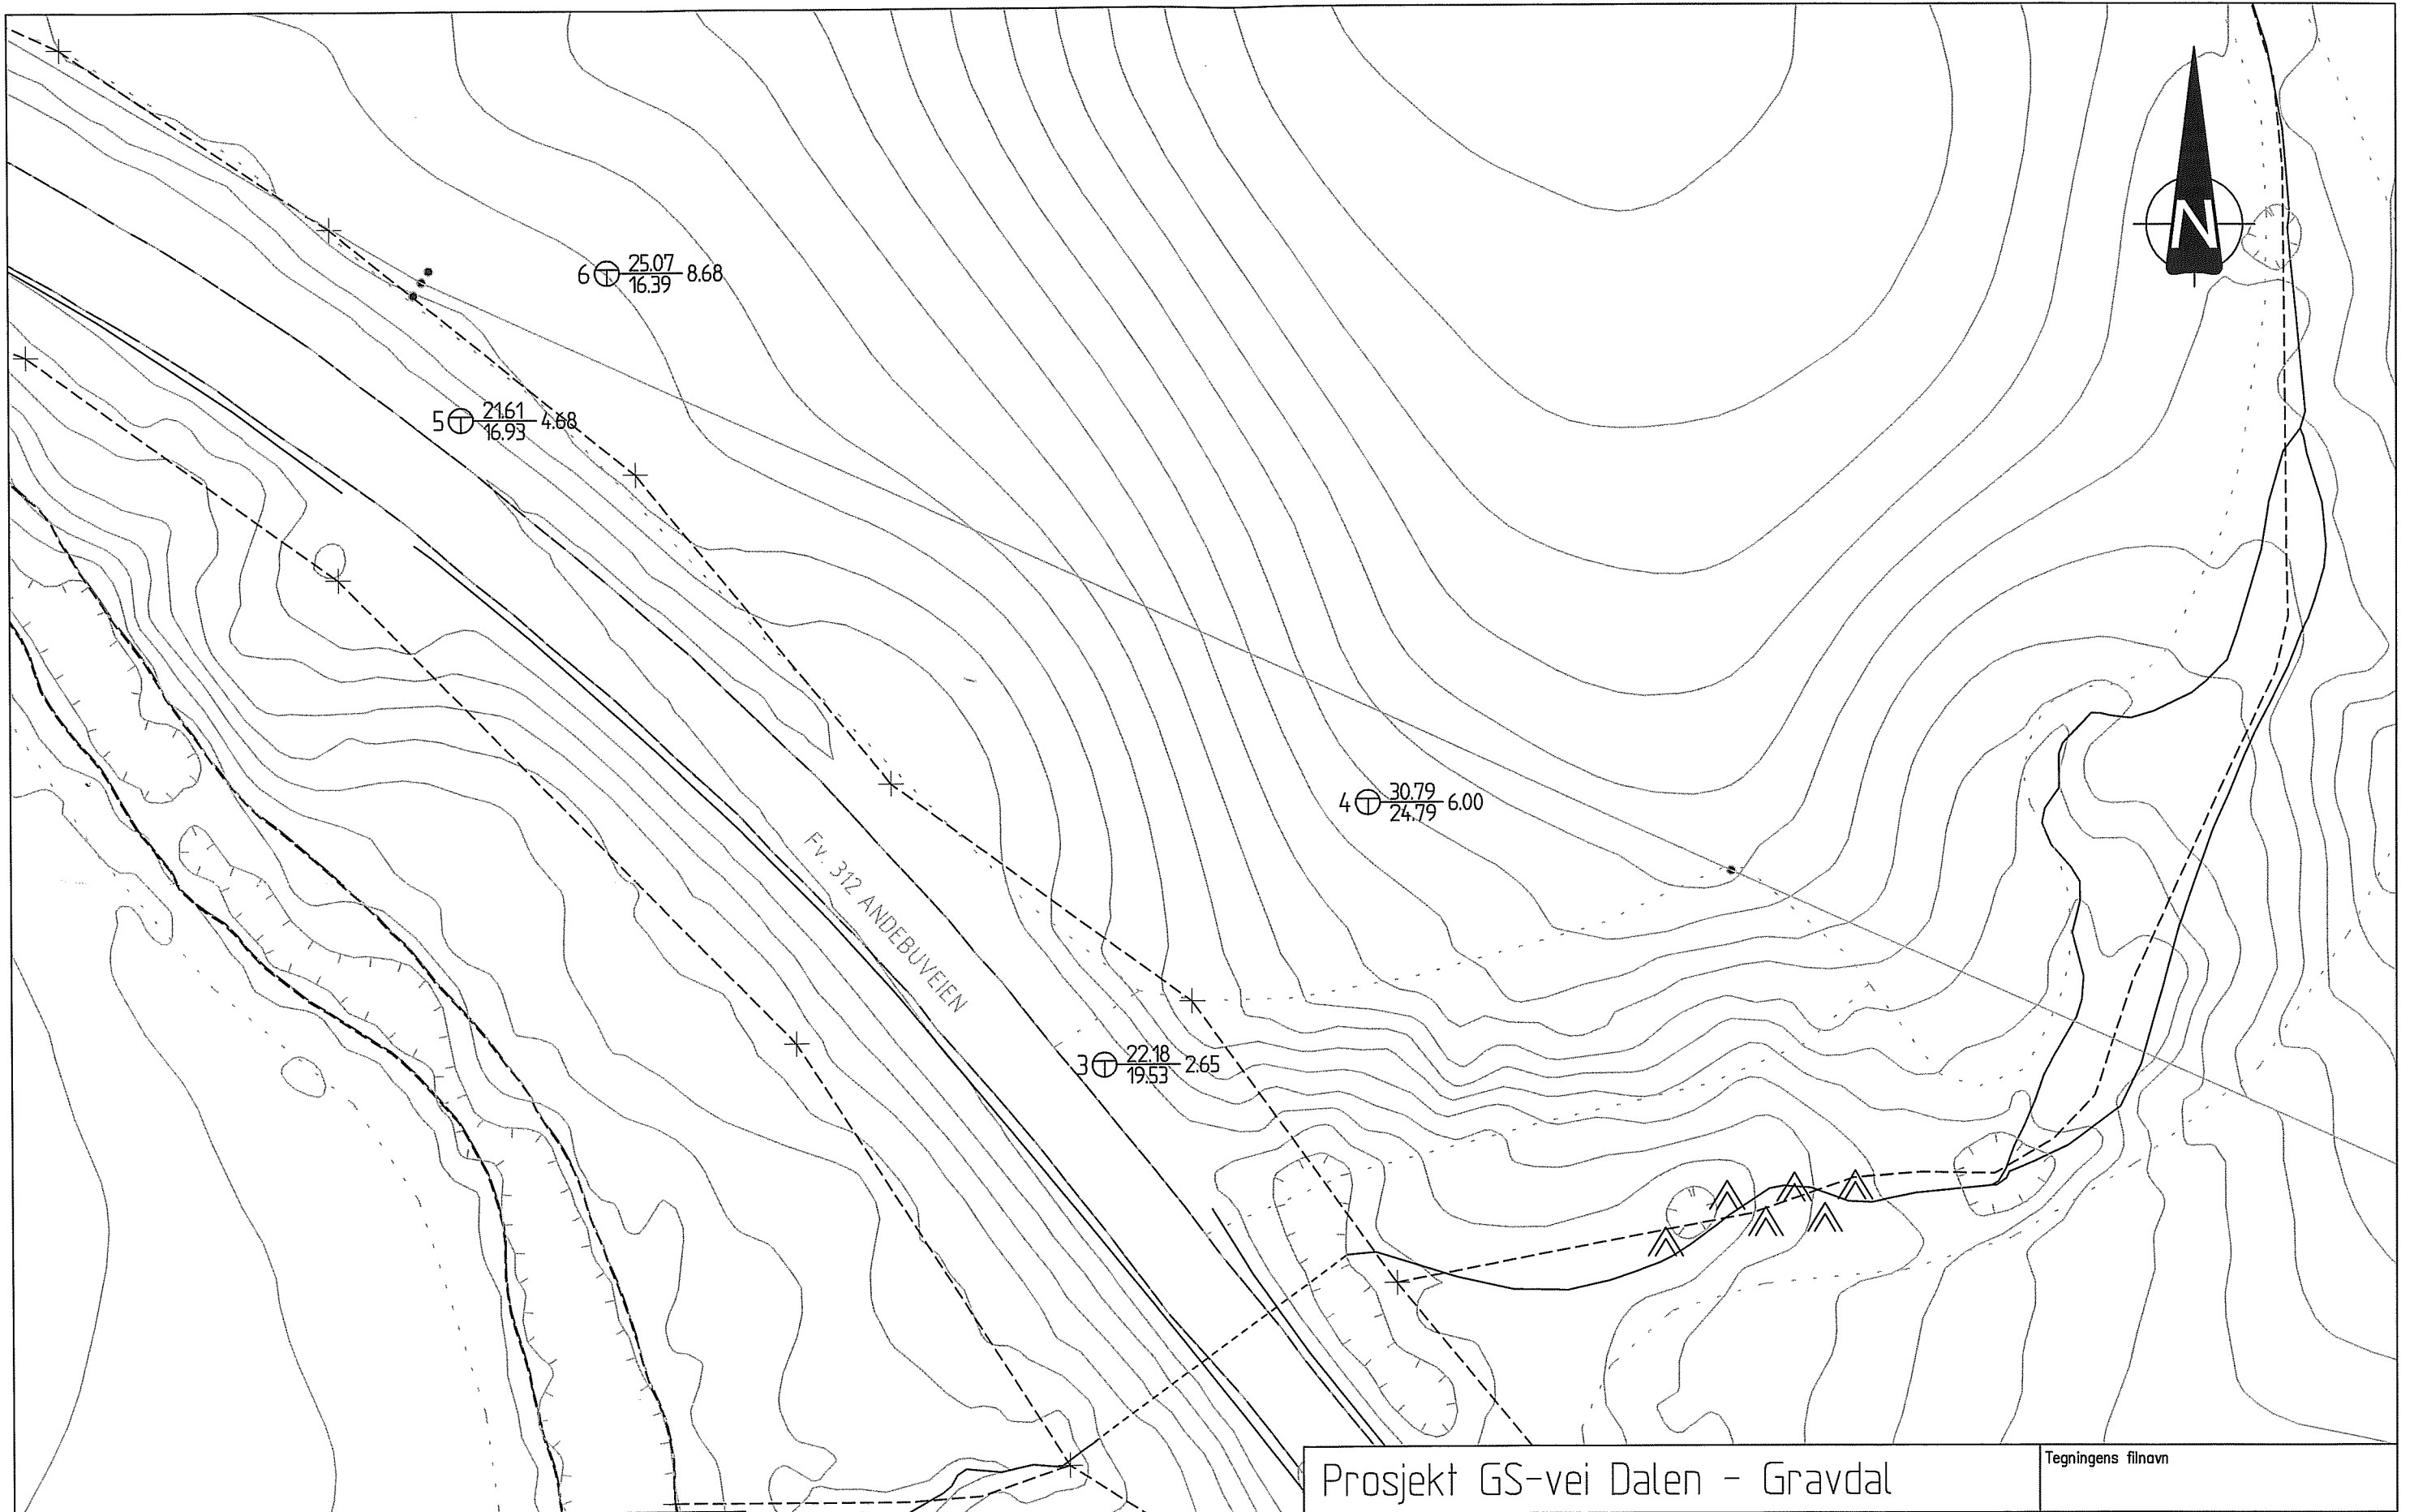 N
6 25.07 8.68
16.39
5 21.61 4.68
16.93
4 30.79 6.00
24.79
Fv. 312 ANDEBUVEIEN
3 22.18 2.65
19.53
Prosjekt GS-vei Dalen - Gravdal
Tegningens filnavn